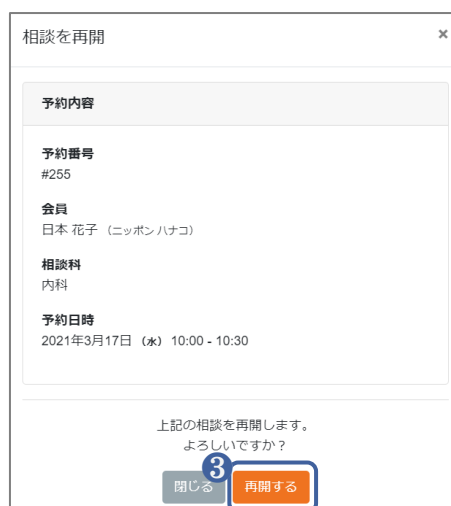 相談を再開 ×
予約内容
予約番号
#255
会員
日本 花子 （ニッポン ハナコ）
相談科
内科
予約日時
2021年3月17日 （水） 10:00 - 10:30
上記の相談を再開します。
よろしいですか？
3
閉じる 再開する